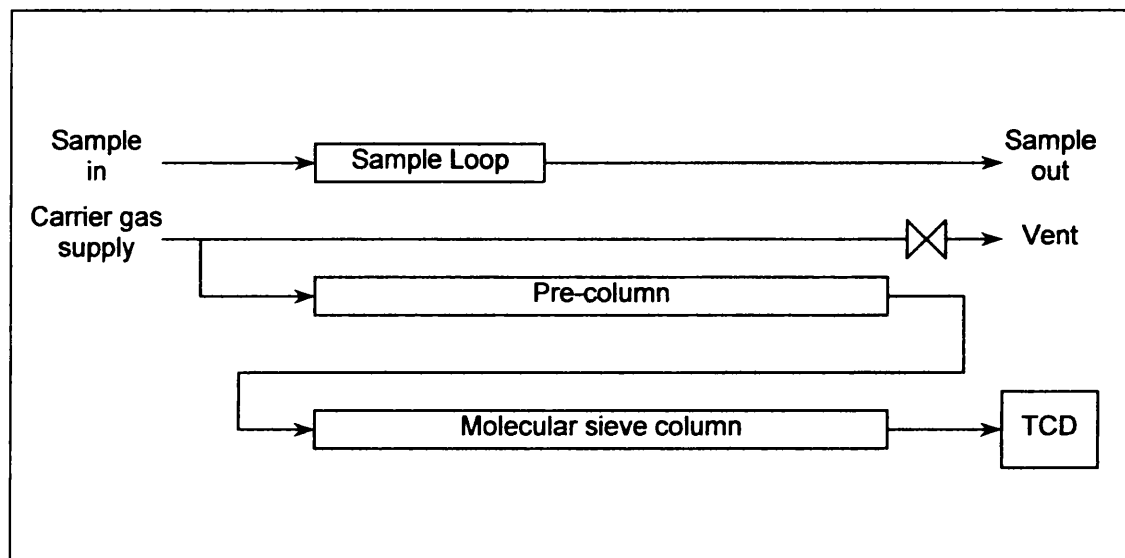 Sample
in
Sample Loop
Sample
out
Carrier gas
supply
Vent
Pre-column
Molecular sieve column
TCD